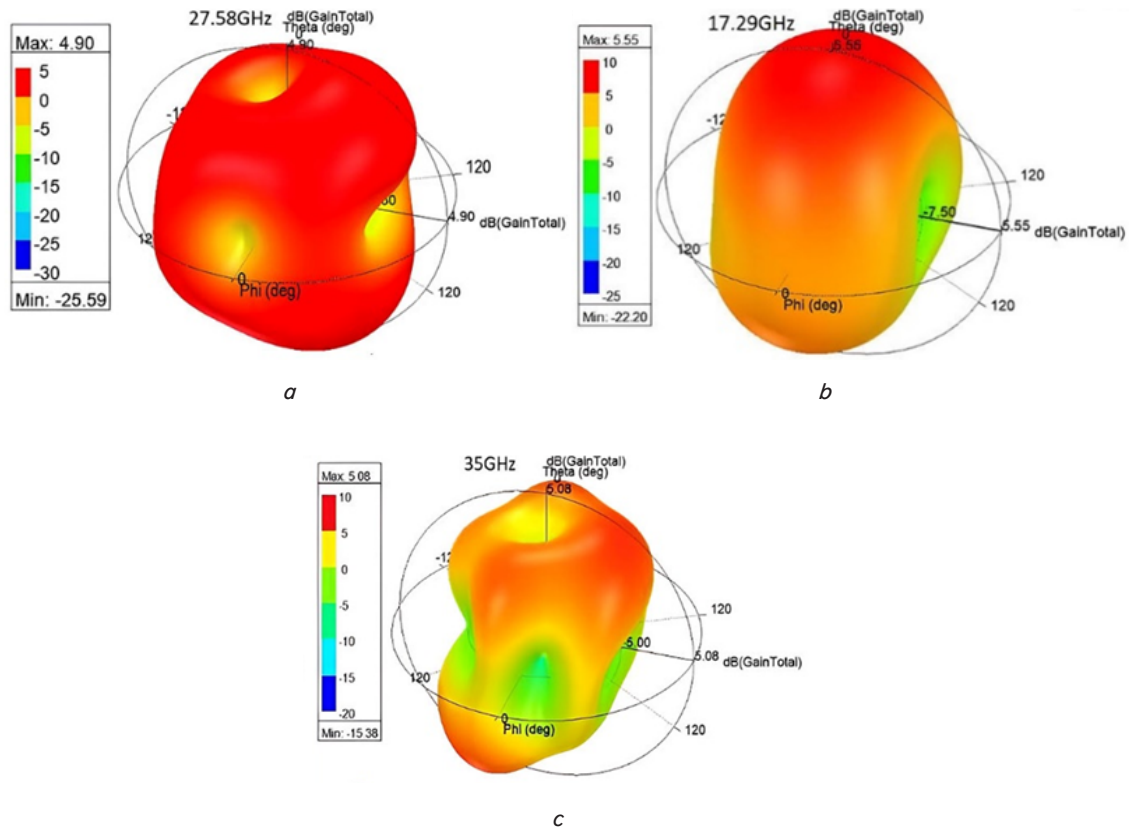 27.58GHz
dB(GainTotal)
Theta (deg)
0
4.90
Max: 4.90
5
0
-5
-10
-15
-20
-25
-30
Min: -25.59
120
4.90
dB(GainTotal)
120
0
Phi (deg)
a
17.29GHz
dB(GainTotal)
Theta (deg)
0
5.55
Max: 5.55
10
5
0
-5
-10
-15
-20
-25
Min: -22.20
120
-7.50
5.55
dB(GainTotal)
120
120
0
Phi (deg)
b
35GHz
dB(GainTotal)
Theta (deg)
5.08
Max: 5.08
10
5
0
-5
-10
-15
-20
Min: -15.38
120
-5.00
5.08
dB(GainTotal)
120
120
0
Phi (deg)
c